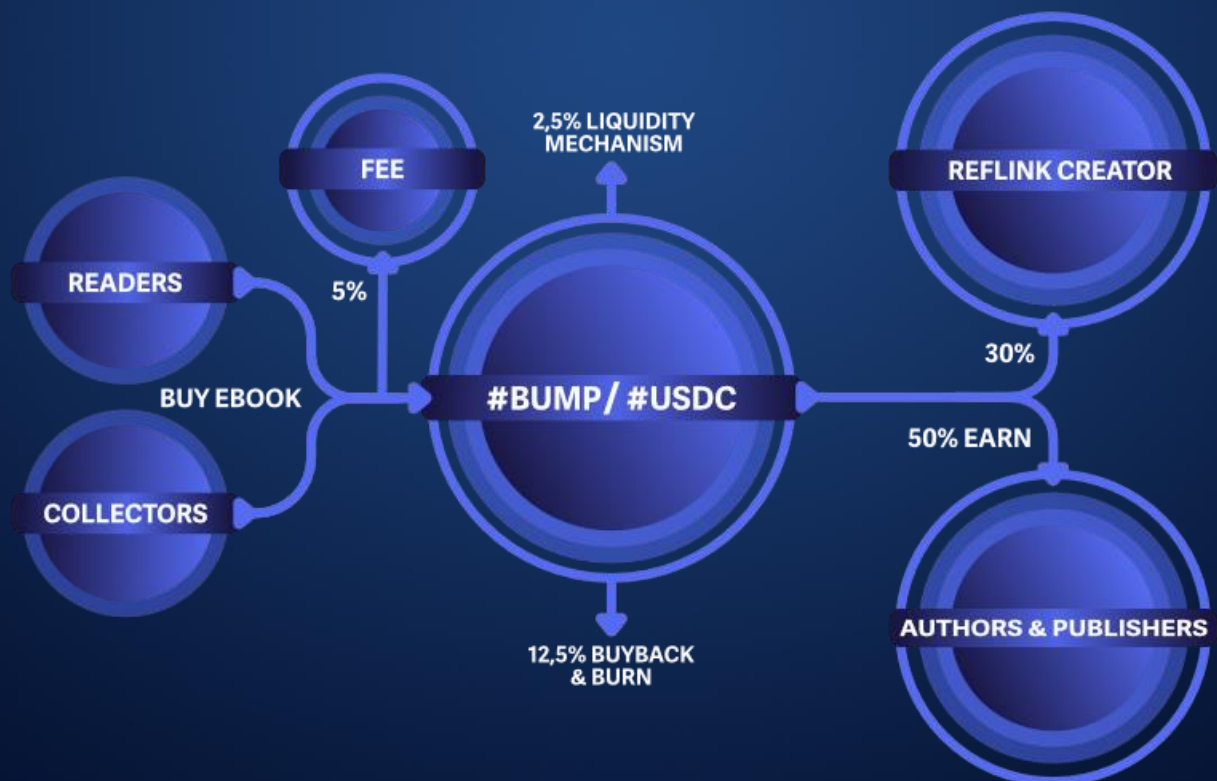 2,5% LIQUIDITY
MECHANISM
FEE
REFLINK CREATOR
READERS
5%
30%
BUY EBOOK
#BUMP/ #USDC
50% EARN
COLLECTORS
AUTHORS & PUBLISHERS
12,5% BUYBACK
& BURN